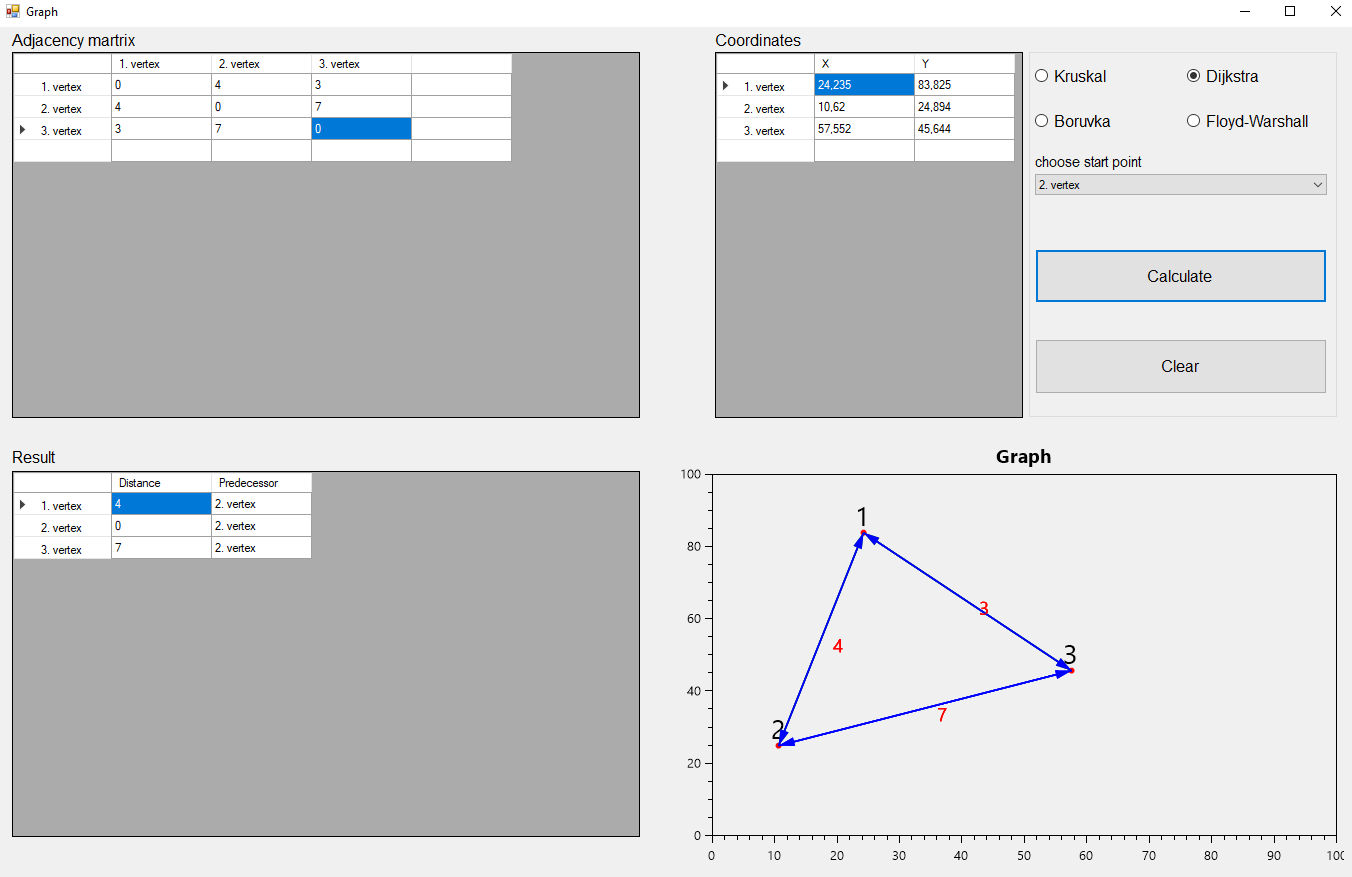 Graph
Adjacency martrix
1. vertex 2. vertex 3. vertex
1. vertex 0 4 3
2. vertex 4 0 7
3. vertex 3 7 0
Coordinates
X Y
1. vertex 24,235 83,825
2. vertex 10,62 24,894
3. vertex 57,552 45,644
Kruskal Dijkstra
Boruvka Floyd-Warshall
choose start point
2. vertex
Calculate
Clear
Result
Distance Predecessor
1. vertex 4 2. vertex
2. vertex 0 2. vertex
3. vertex 7 2. vertex
Graph
100
80
60
40
20
0
1
3
3
4
2
7
0 10 20 30 40 50 60 70 80 90 100